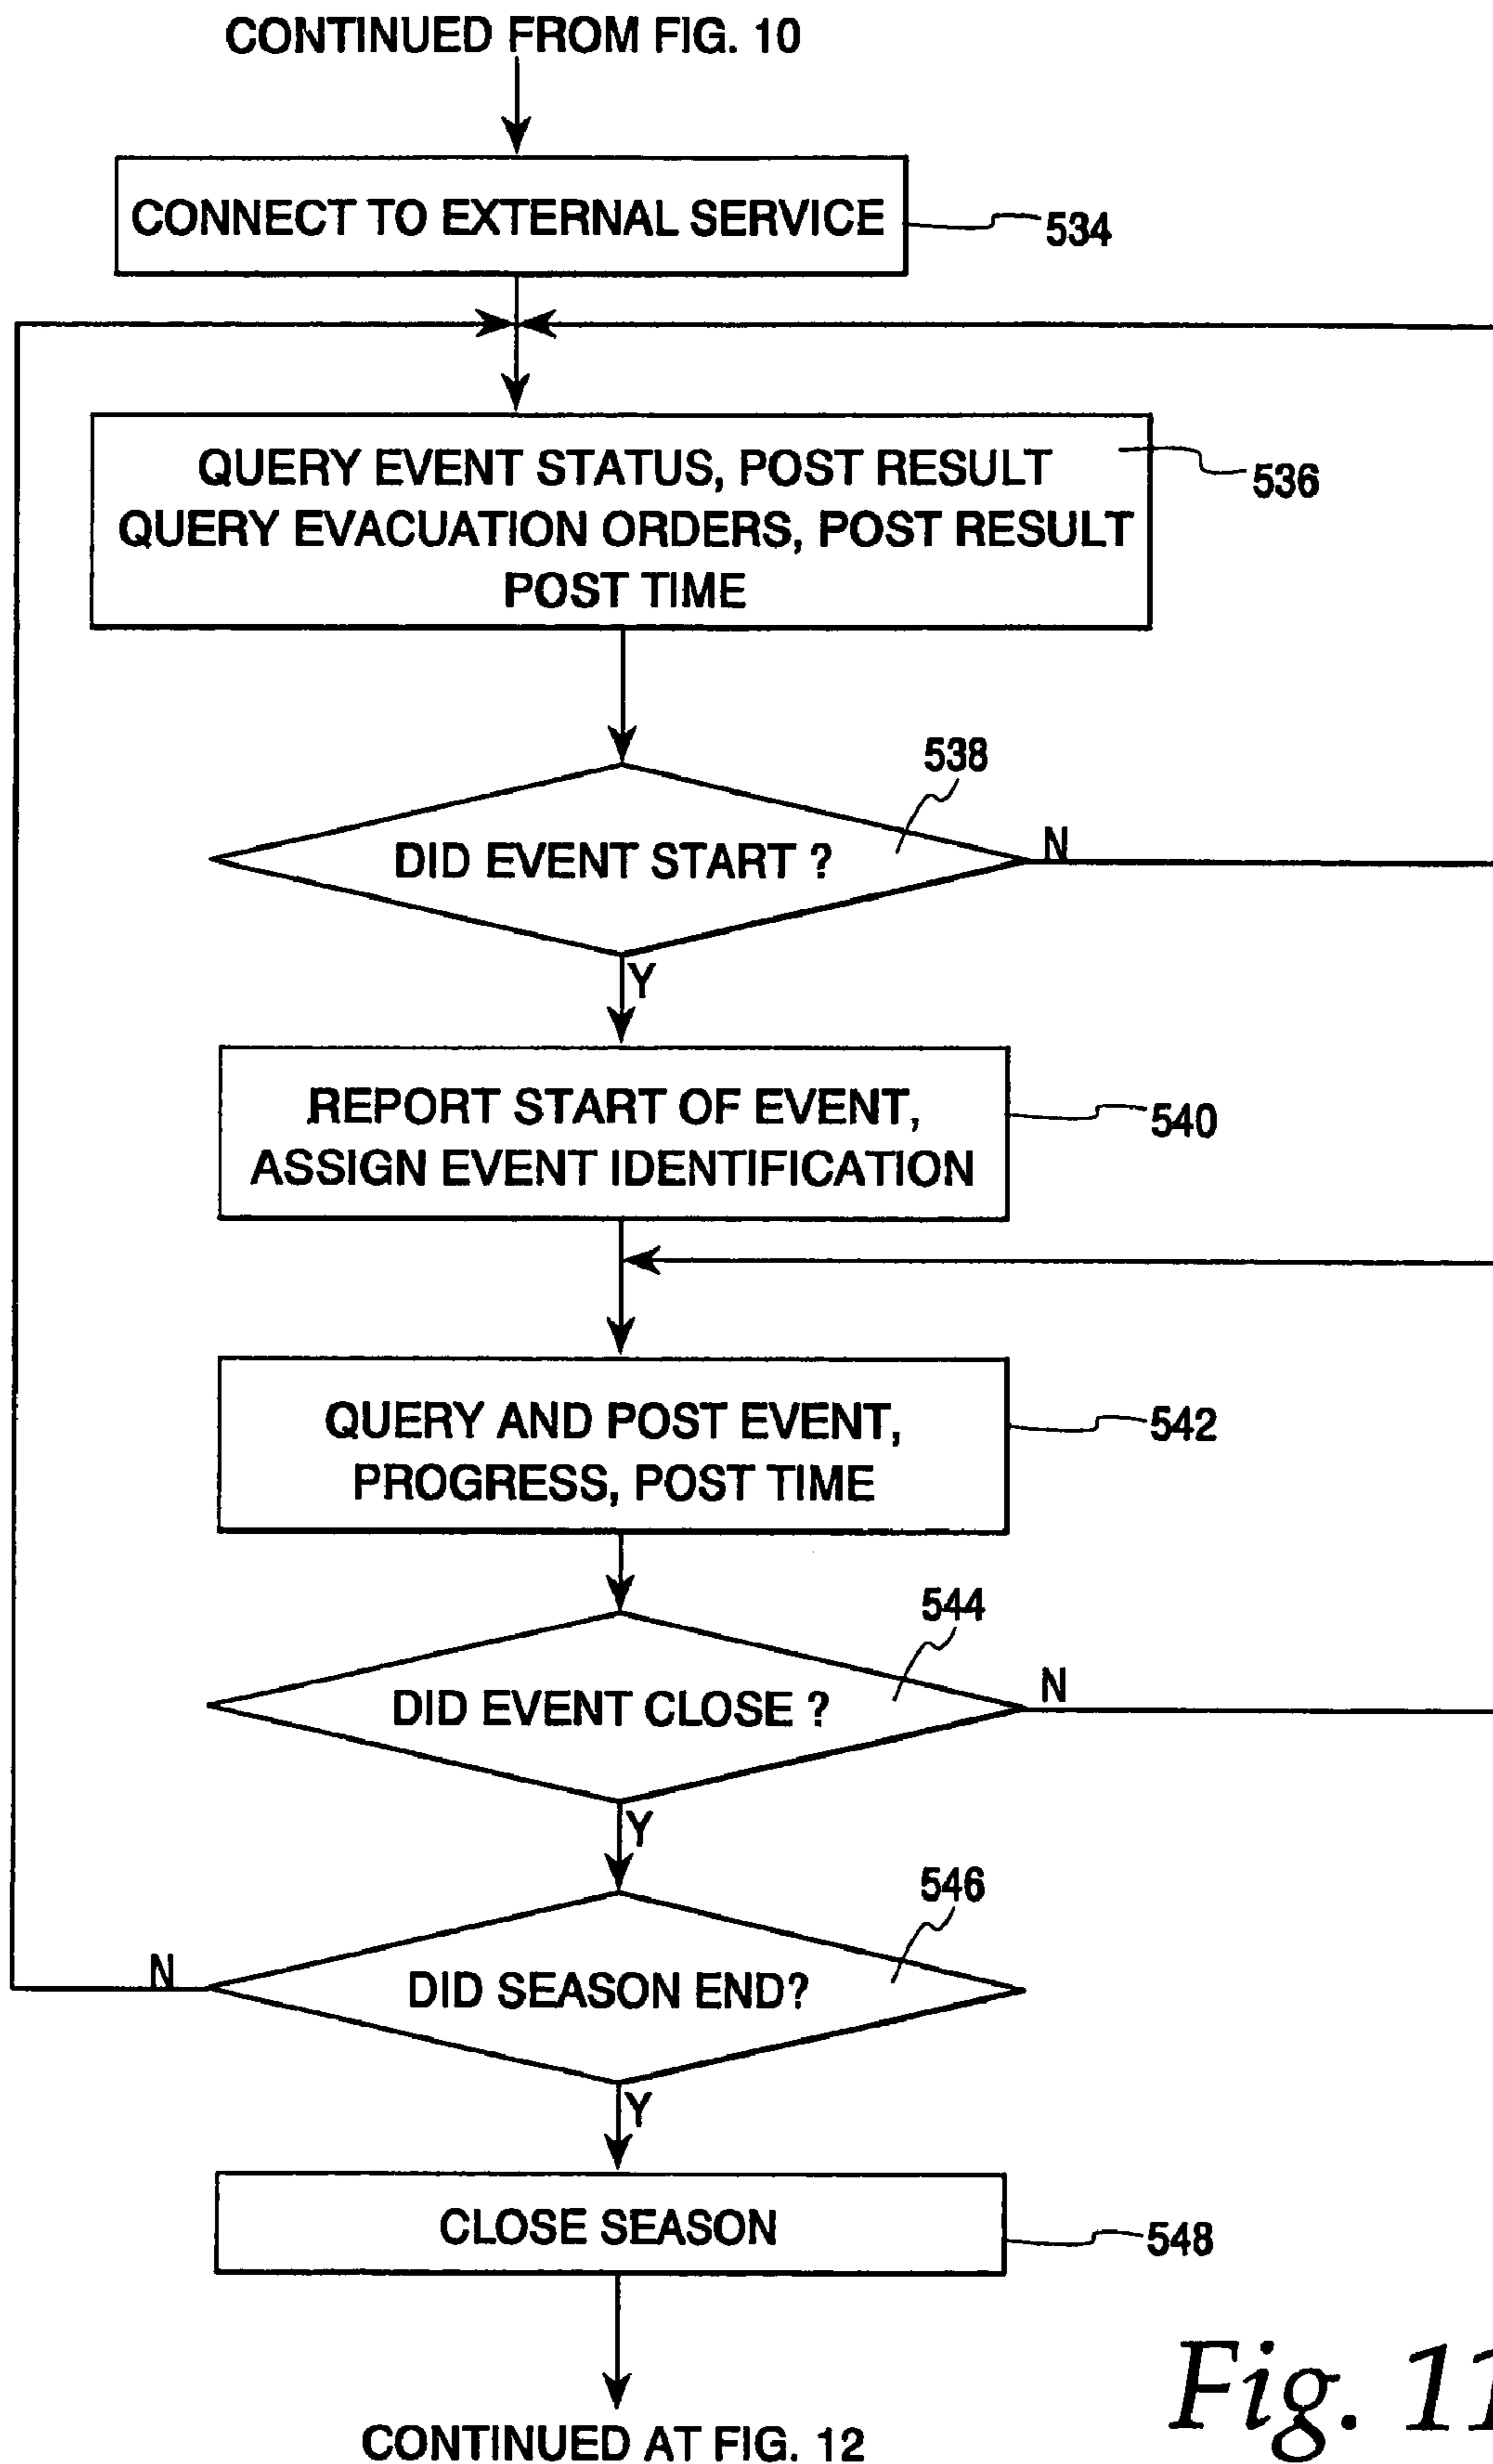 CONTINUED FROM FIG. 10
CONNECT TO EXTERNAL SERVICE
534
QUERY EVENT STATUS, POST RESULT
QUERY EVACUATION ORDERS, POST RESULT
POST TIME
536
538
DID EVENT START ?
N
Y
REPORT START OF EVENT,
ASSIGN EVENT IDENTIFICATION
540
QUERY AND POST EVENT,
PROGRESS, POST TIME
542
544
DID EVENT CLOSE ?
N
Y
546
N
DID SEASON END?
Y
CLOSE SEASON
548
CONTINUED AT FIG. 12
Fig. 11